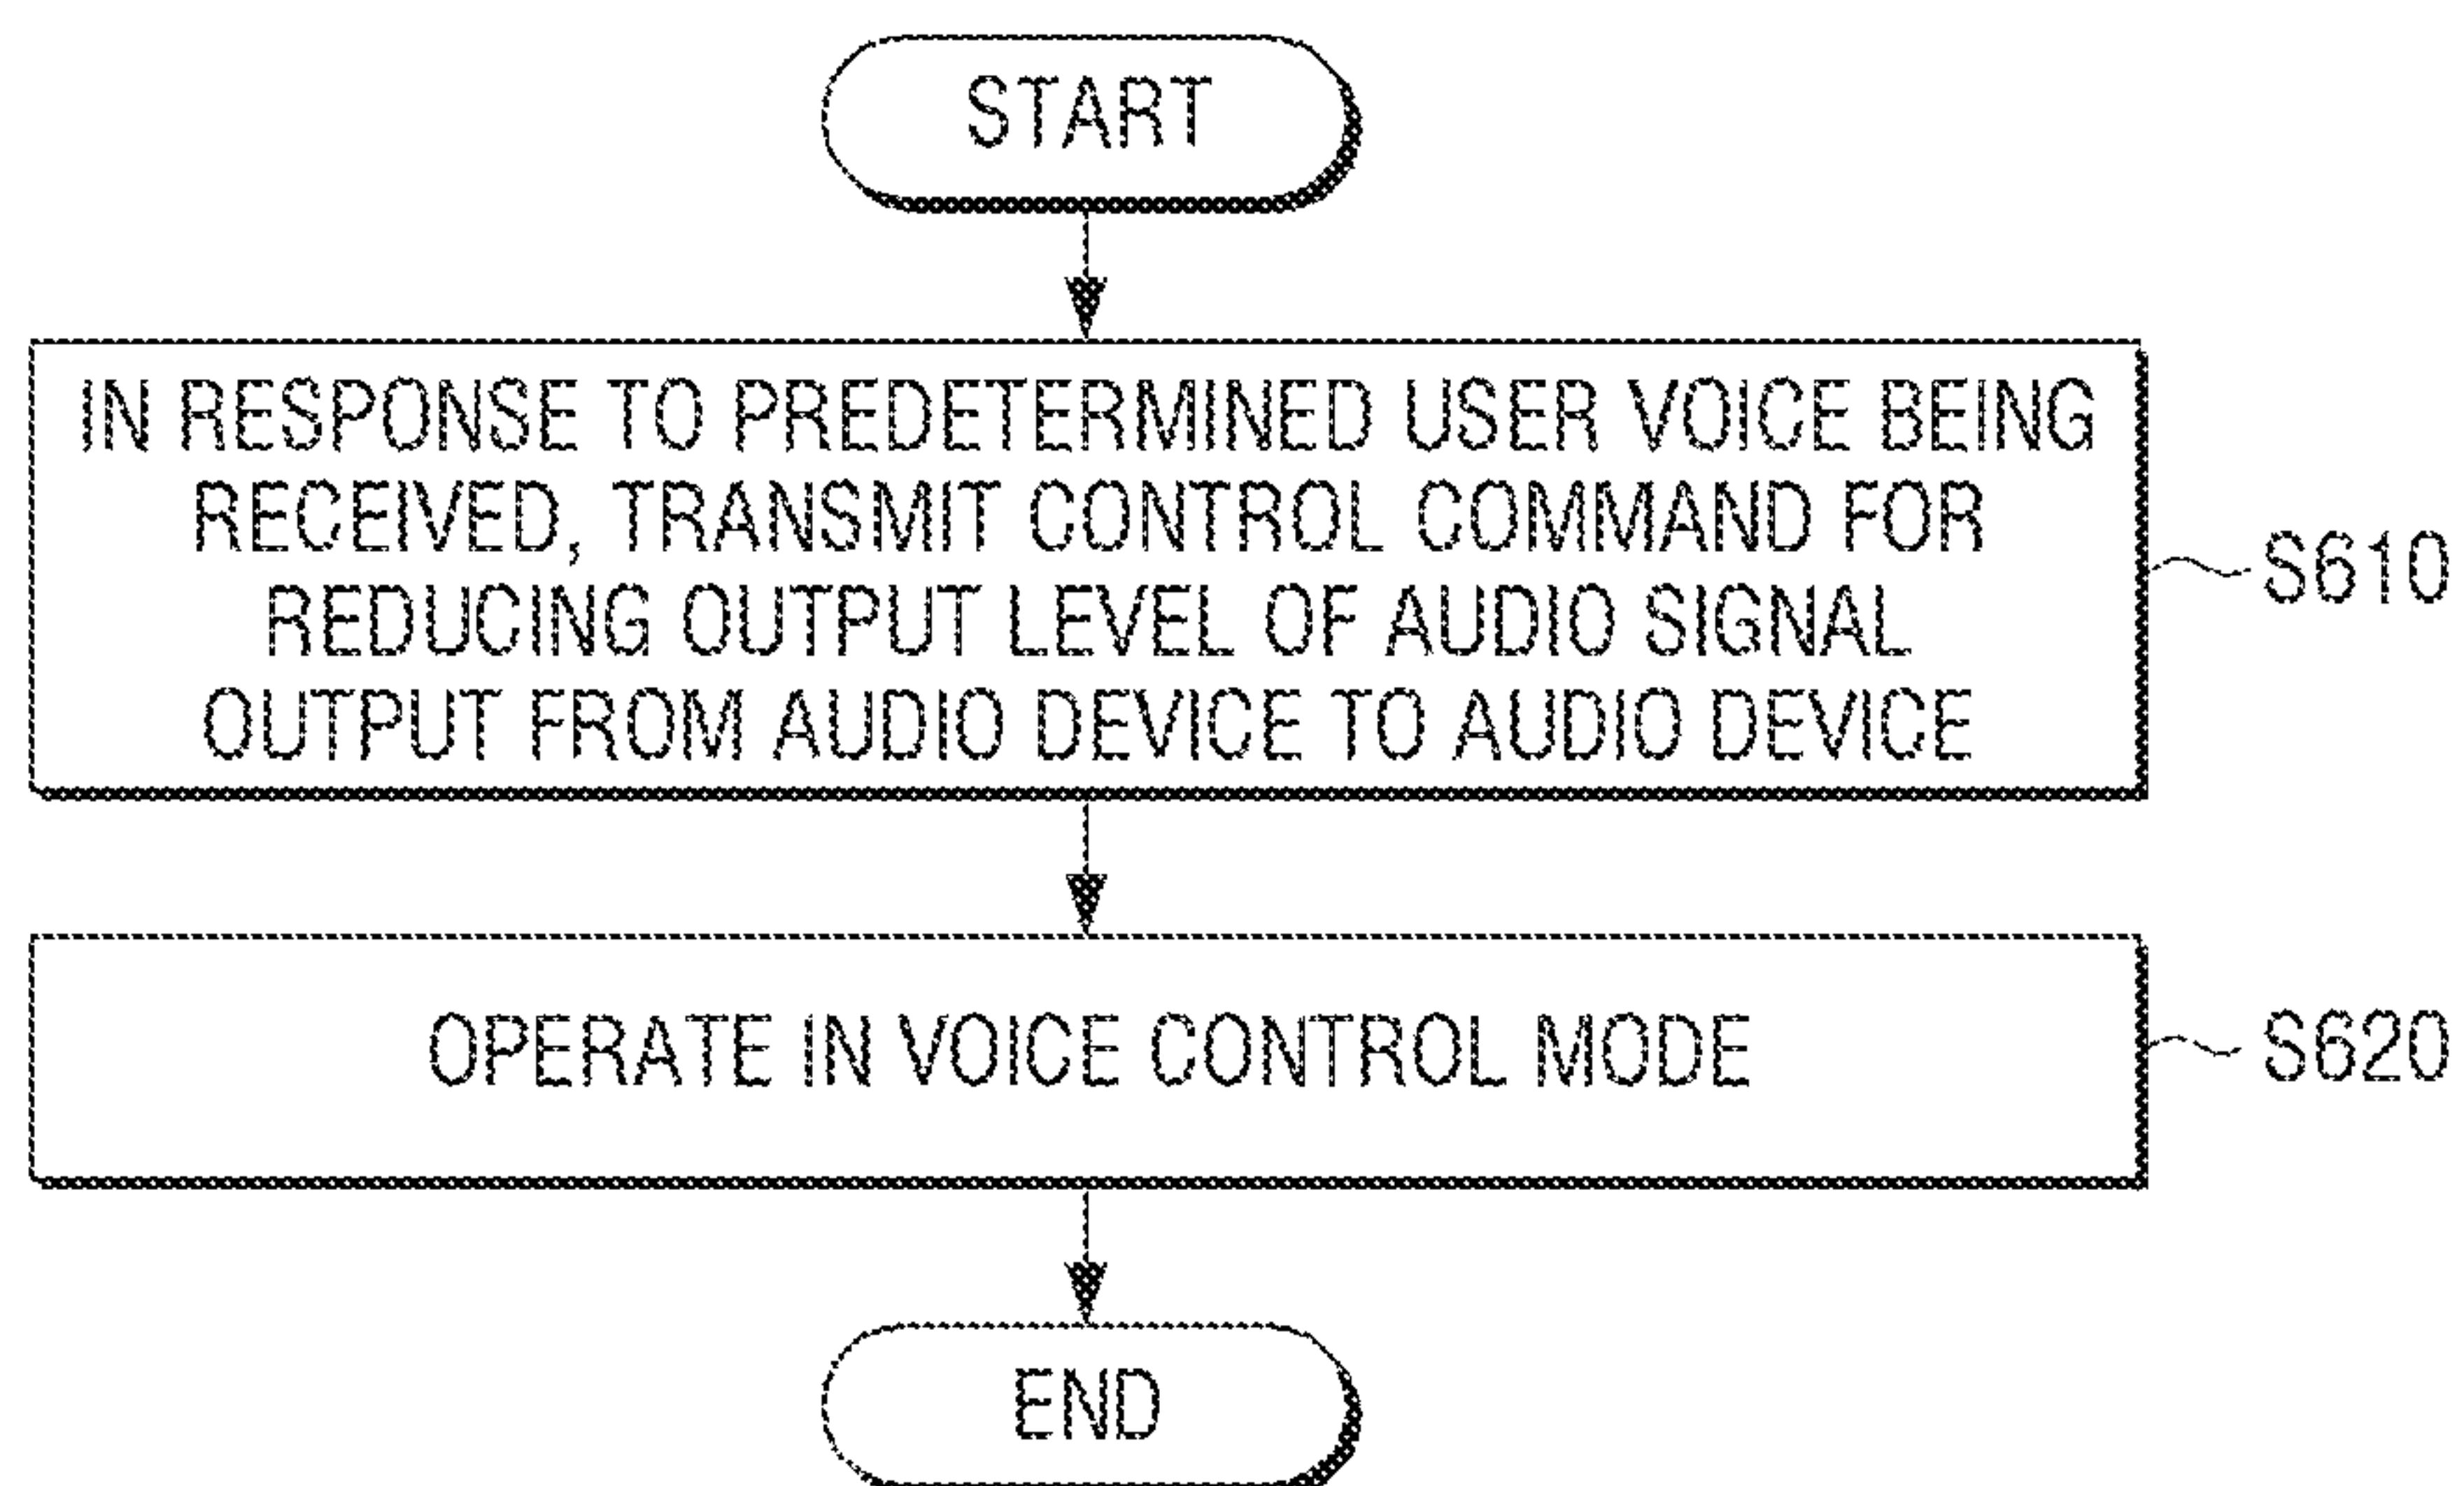 START
IN RESPONSE TO PREDETERMINED USER VOICE BEING
RECEIVED, TRANSMIT CONTROL COMMAND FOR
REDUCING OUTPUT LEVEL OF AUDIO SIGNAL
OUTPUT FROM AUDIO DEVICE TO AUDIO DEVICE
S610
OPERATE IN VOICE CONTROL MODE
S620
END